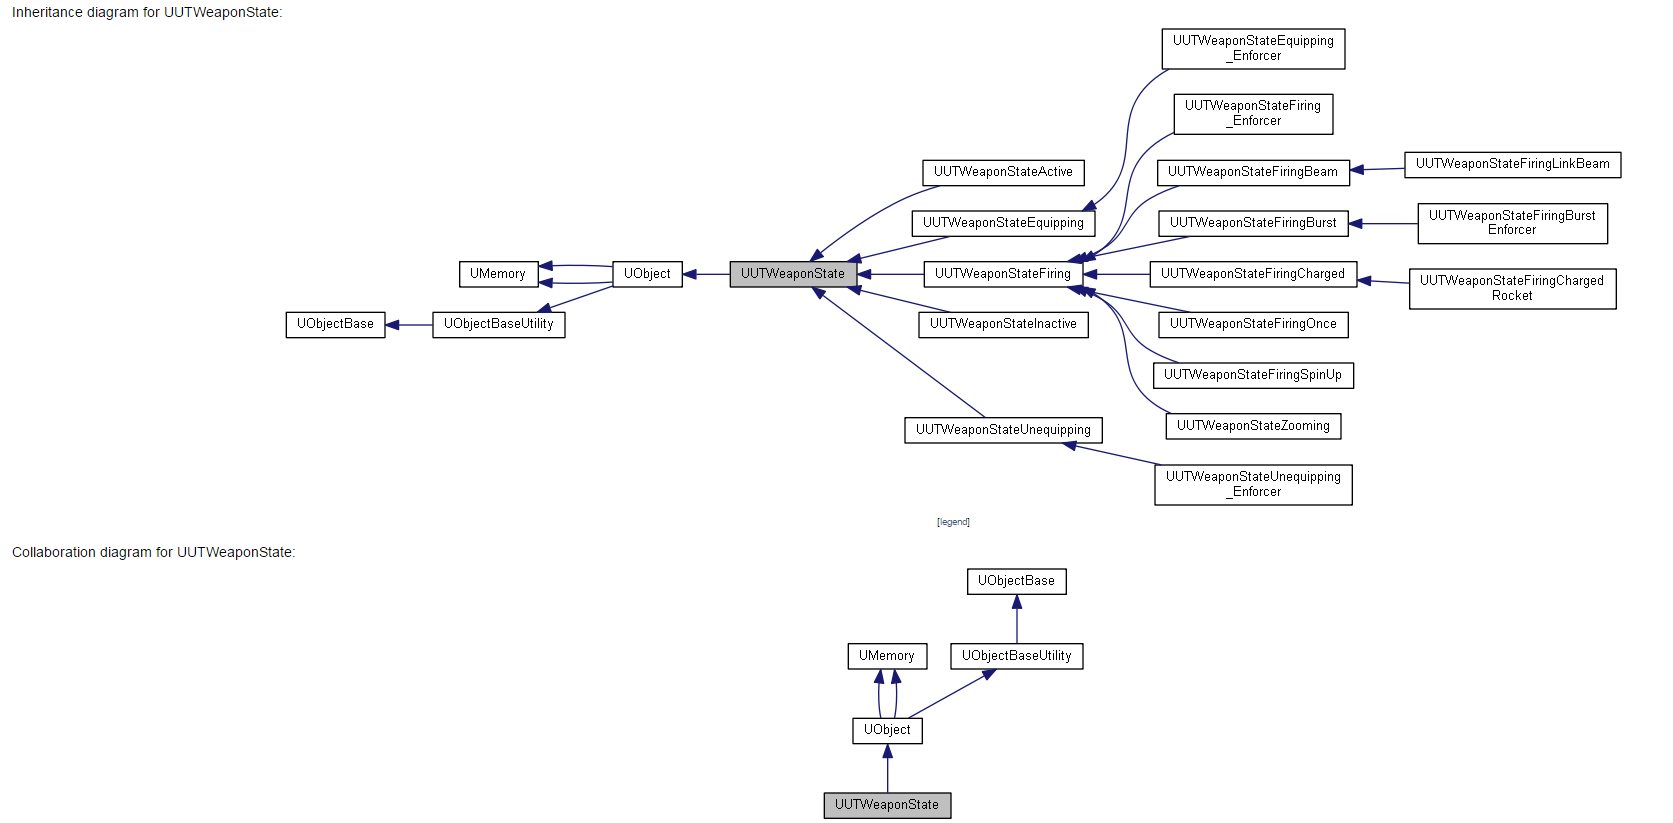 Inheritance diagram for UUTWeaponState:
UUTWeaponStateEquipping
_Enforcer
UUTWeaponStateFiring
_Enforcer
UUTWeaponStateActive
UUTWeaponStateFiringBeam
UUTWeaponStateFiringLinkBeam
UUTWeaponStateEquipping
UUTWeaponStateFiringBurst
UUTWeaponStateFiringBurst
Enforcer
UMemory
UObject
UUTWeaponState
UUTWeaponStateFiring
UUTWeaponStateFiringCharged
UUTWeaponStateFiringCharged
Rocket
UObjectBase
UObjectBaseUtility
UUTWeaponStateInactive
UUTWeaponStateFiringOnce
UUTWeaponStateFiringSpinUp
UUTWeaponStateUnequipping
UUTWeaponStateZooming
UUTWeaponStateUnequipping
_Enforcer
[legend]
Collaboration diagram for UUTWeaponState:
UObjectBase
UMemory
UObjectBaseUtility
UObject
UUTWeaponState